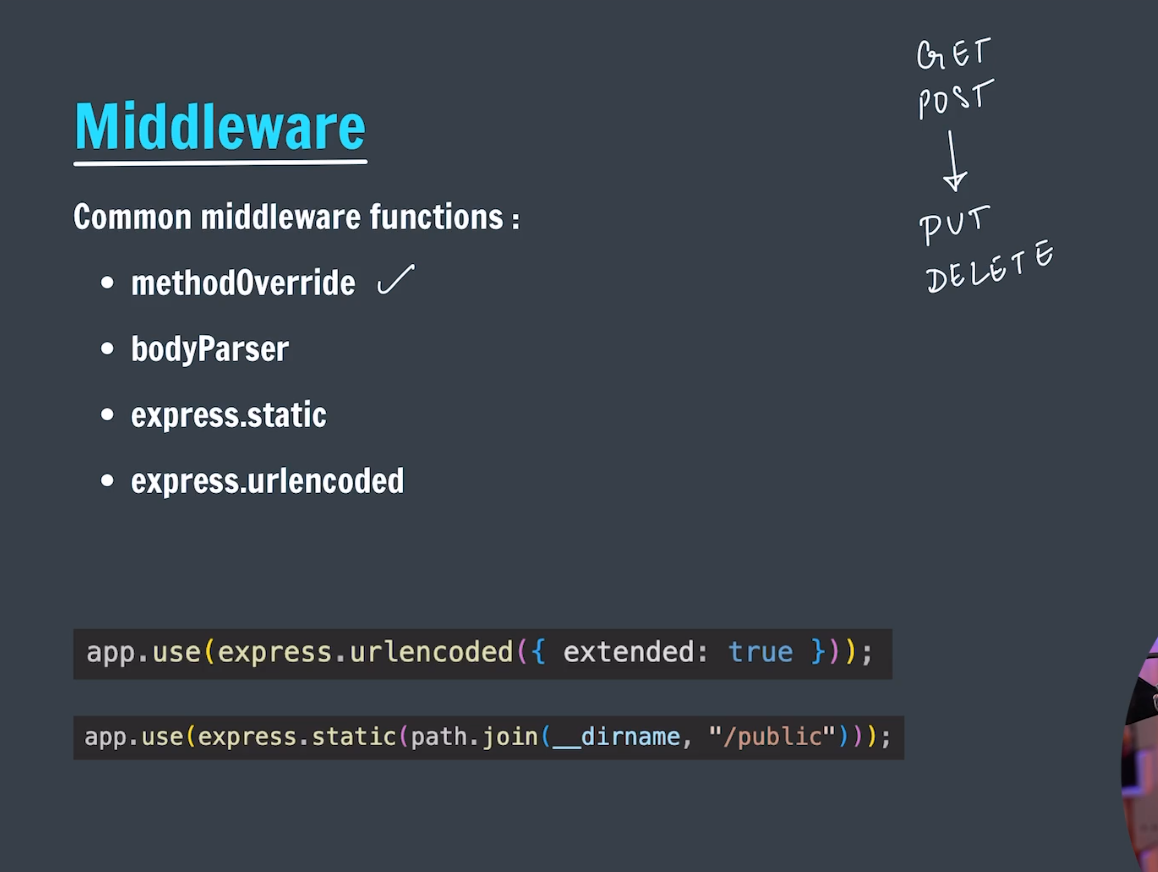 Middleware
Common middleware functions :
• methodOverride ✓
• bodyParser
• express.static
• express.urlencoded
GET
POST
↓
PUT
DELETE
app.use(express.urlencoded({ extended: true }));
app.use(express.static(path.join(__dirname, "/public")));